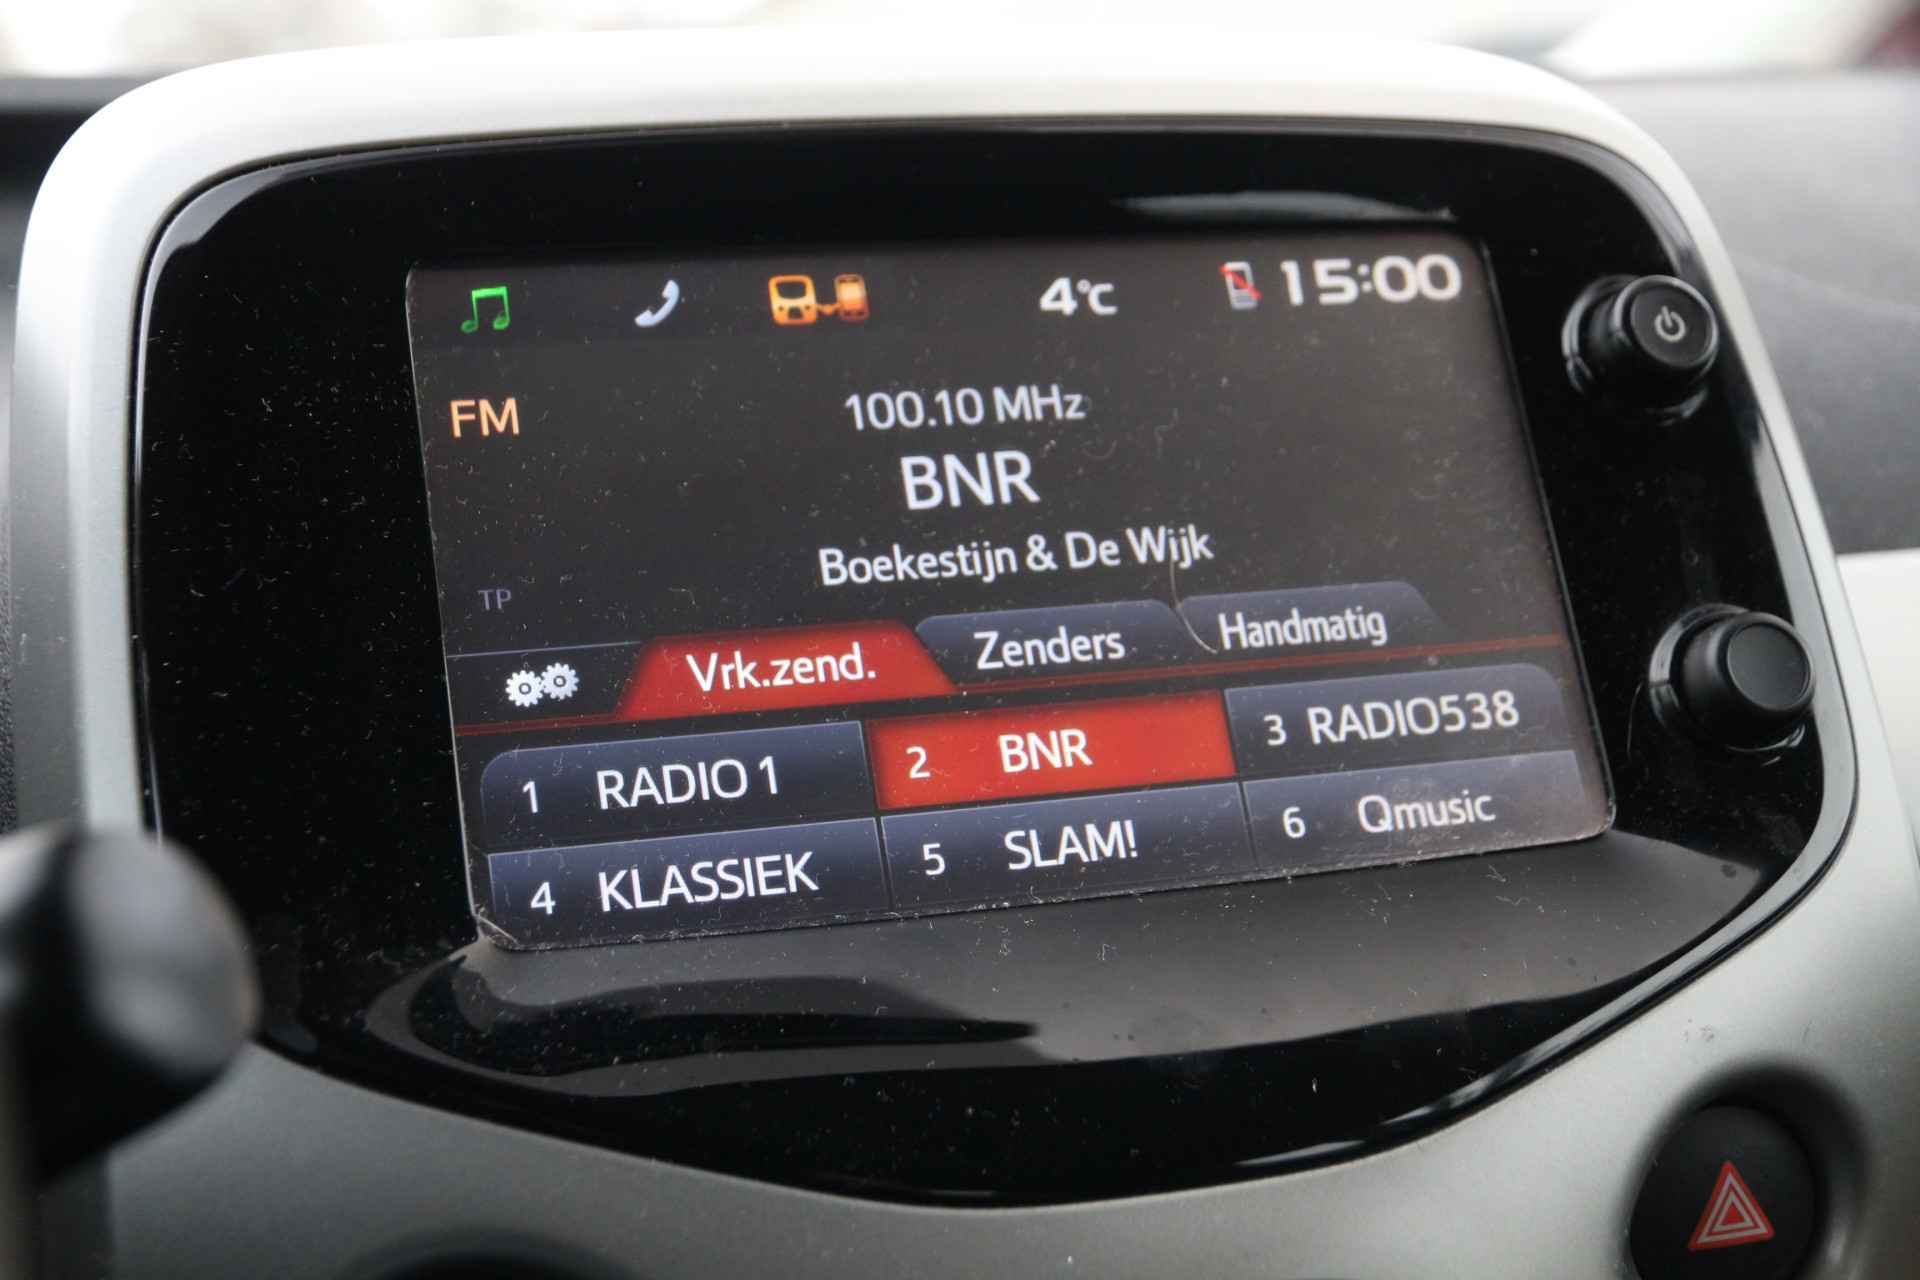 4°C 15:00
FM
100.10 MHz
BNR
Boekestijn & De Wijk
TP
Vrk.zend. Zenders Handmatig
1 RADIO 1 2 BNR 3 RADIO538
4 KLASSIEK 5 SLAM! 6 Qmusic